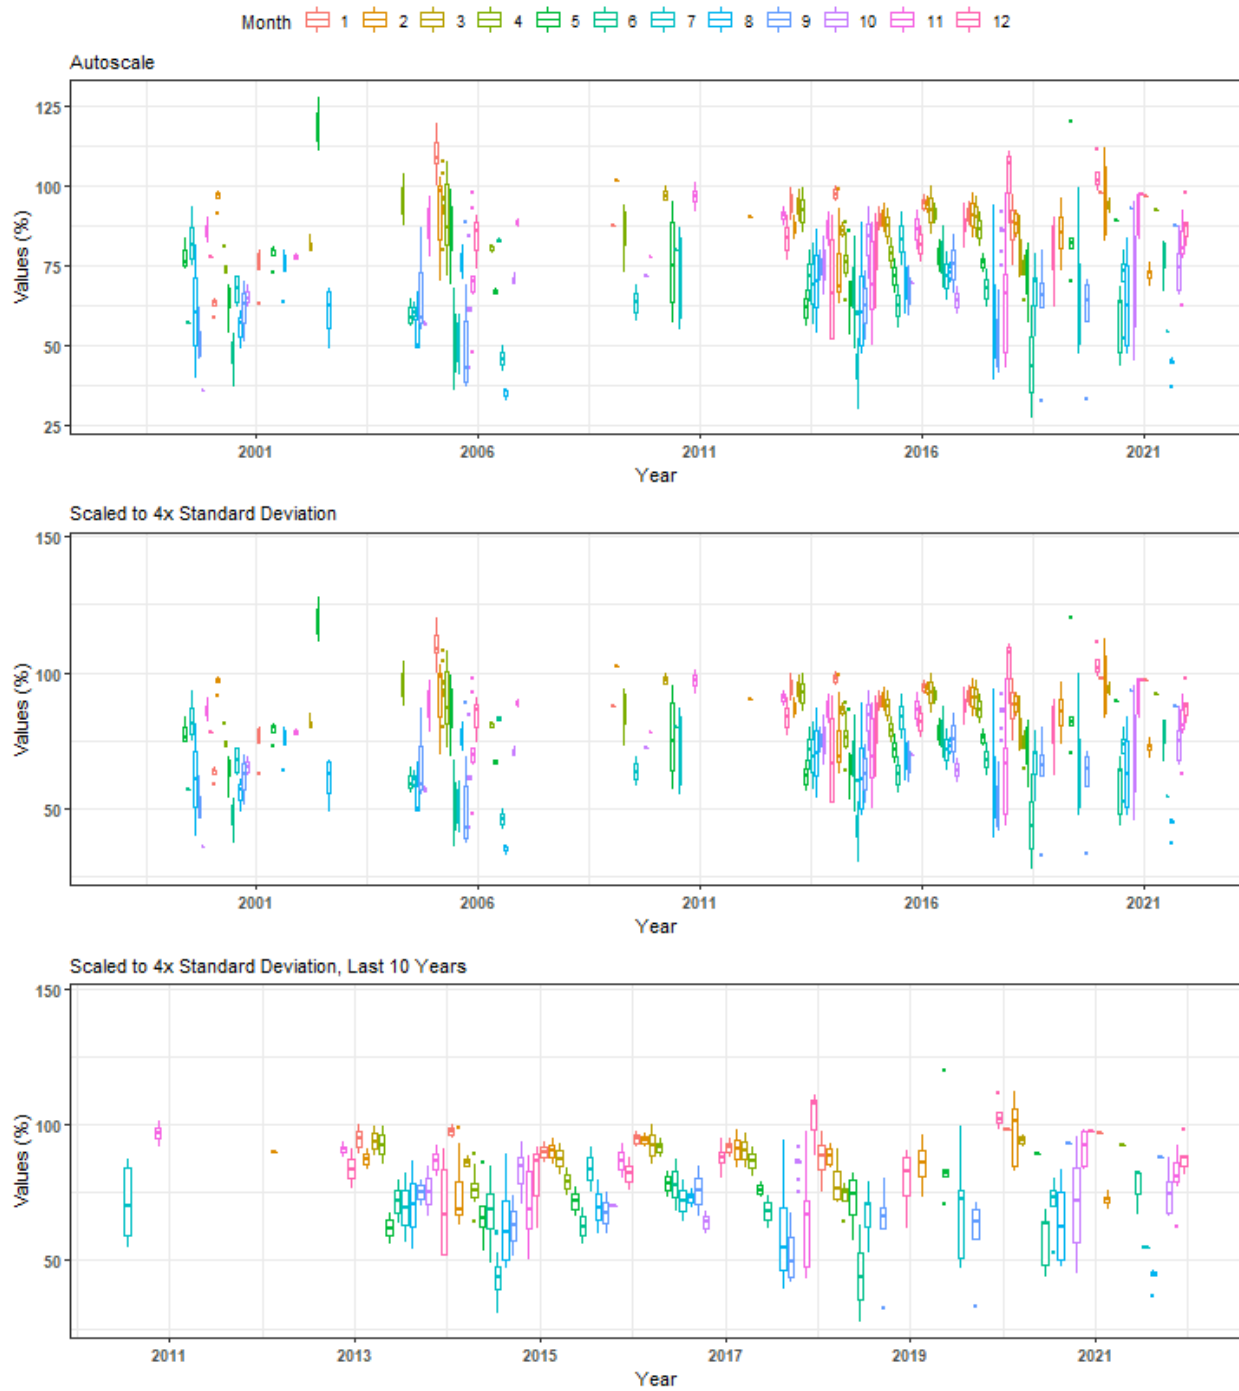 Month 1 2 3 4 5 6 7 8 9 10 11 12
Autoscale
125
100
75
50
25
Values (%)
2001 2006 2011 2016 2021
Year
Scaled to 4x Standard Deviation
150
100
50
Values (%)
2001 2006 2011 2016 2021
Year
Scaled to 4x Standard Deviation, Last 10 Years
150
100
50
Values (%)
2011 2013 2015 2017 2019 2021
Year